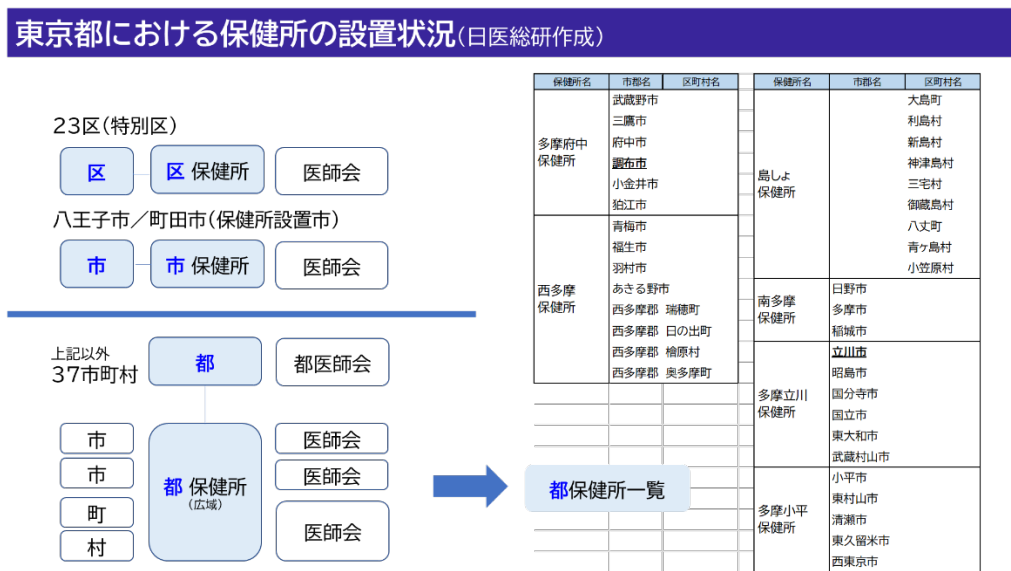 東京都における保健所の設置状況(日医総研作成)
23区(特別区)
区 区 保健所 医師会
八王子市／町田市(保健所設置市)
市 市 保健所 医師会
上記以外
37市町村
都 都医師会
市
市
町
村
都 保健所
(広域)
医師会
医師会
医師会
都保健所一覧
保健所名 市郡名 区町村名
多摩府中
保健所
武蔵野市
三鷹市
府中市
調布市
小金井市
狛江市
西多摩
保健所
青梅市
福生市
羽村市
あきる野市
西多摩郡 瑞穂町
西多摩郡 日の出町
西多摩郡 檜原村
西多摩郡 奥多摩町
保健所名 市郡名 区町村名
島しょ
保健所
大島町
利島村
新島村
神津島村
三宅村
御蔵島村
八丈町
青ヶ島村
小笠原村
南多摩
保健所
日野市
多摩市
稲城市
多摩立川
保健所
立川市
昭島市
国分寺市
国立市
東大和市
武蔵村山市
多摩小平
保健所
小平市
東村山市
清瀬市
東久留米市
西東京市